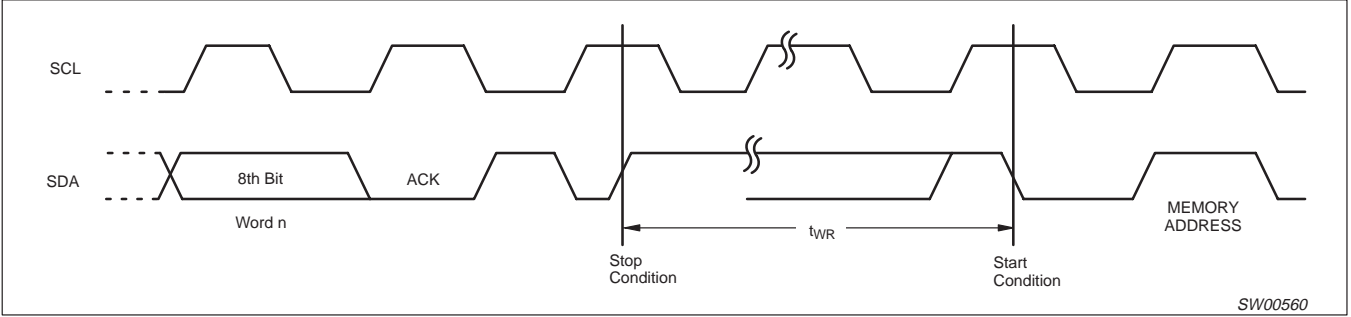 SCL
SDA
8th Bit
ACK
Word n
tWR
MEMORY
ADDRESS
Stop
Condition
Start
Condition
SW00560